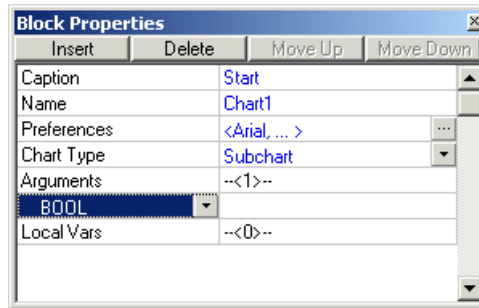 Block Properties
Insert Delete Move Up Move Down
Caption Start
Name Chart1
Preferences <Arial, ... > ...
Chart Type Subchart
Arguments --<1>--
BOOL
Local Vars --<0>--